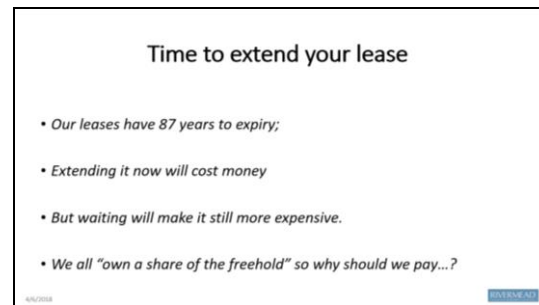 Time to extend your lease
• Our leases have 87 years to expiry;
• Extending it now will cost money
• But waiting will make it still more expensive.
• We all “own a share of the freehold” so why should we pay…?
4/6/2018
RIVERMEAD